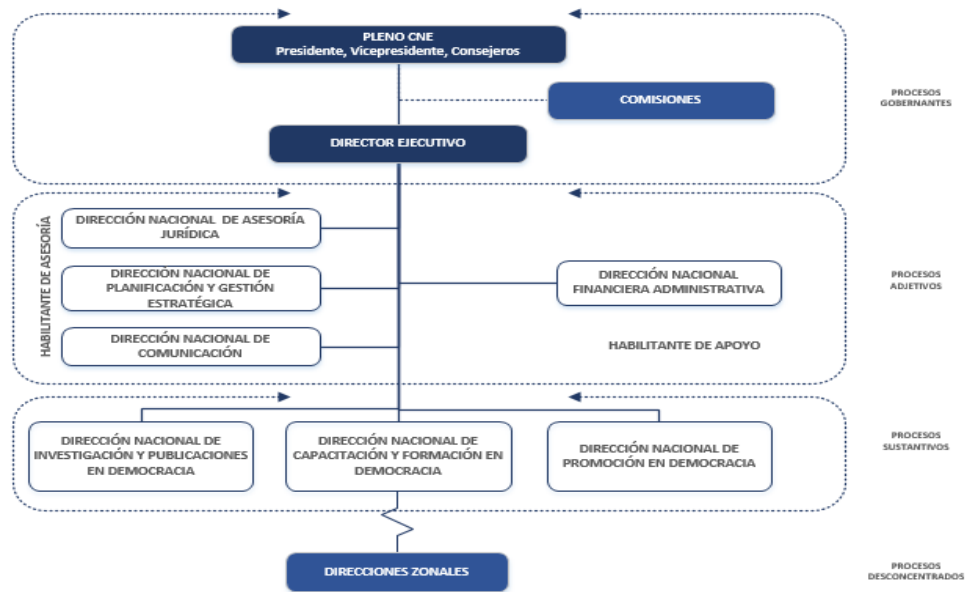 PLENO CNE
Presidente, Vicepresidente, Consejeros
COMISIONES
PROCESOS
GOBERNANTES
DIRECTOR EJECUTIVO
HABILITANTE DE ASESORÍA
DIRECCIÓN NACIONAL DE ASESORÍA
JURÍDICA
DIRECCIÒN NACIONAL DE
PLANIFICACIÓN Y GESTIÓN
ESTRATÉGICA
DIRECCIÓN NACIONAL DE
COMUNICACIÓN
DIRECCIÓN NACIONAL
FINANCIERA ADMINISTRATIVA
HABILITANTE DE APOYO
PROCESOS
ADJETIVOS
DIRECCIÓN NACIONAL DE
INVESTIGACIÓN Y PUBLICACIONES
EN DEMOCRACIA
DIRECCIÓN NACIONAL DE
CAPACITACIÓN Y FORMACIÓN EN
DEMOCRACIA
DIRECCIÓN NACIONAL DE
PROMOCIÓN EN DEMOCRACIA
PROCESOS
SUSTANTIVOS
DIRECCIONES ZONALES
PROCESOS
DESCONCENTRADOS